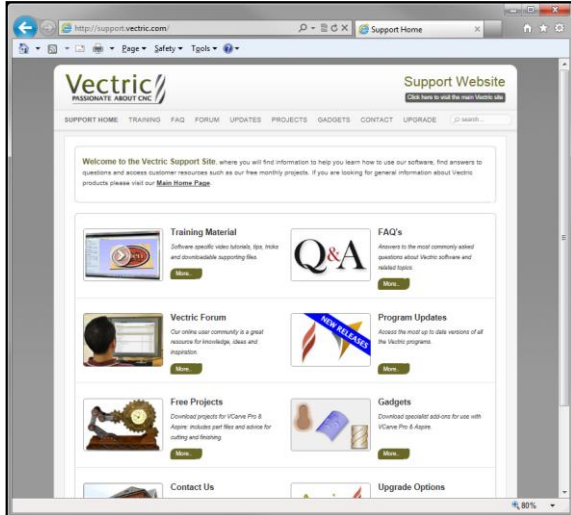 http://support.vectric.com/
Support Home
Page Safety Tools
Vectric
PASSIONATE ABOUT CNC
Support Website
Click here to visit the main Vectric site
SUPPORT HOME TRAINING FAQ FORUM UPDATES PROJECTS GADGETS CONTACT UPGRADE search...
Welcome to the Vectric Support Site, where you will find information to help you learn how to use our software, find answers to
questions and access customer resources such as our free monthly projects. If you are looking for general information about Vectric
products please visit our Main Home Page.
Training Material
Software specific video tutorials, tips, tricks
and downloadable supporting files.
More..
Q&A
FAQ's
Answers to the most commonly asked
questions about Vectric software and
related topics.
More..
Vectric Forum
Our online user community is a great
resource for knowledge, ideas and
inspiration.
More..
NEW RELEASES
Program Updates
Access the most up to date versions of all
the Vectric programs.
More..
Free Projects
Download projects for VCarve Pro &
Aspire: includes part files and advice for
cutting and finishing.
More..
Gadgets
Download specialist add-ons for use with
VCarve Pro & Aspire.
More..
Contact Us
Upgrade Options
80%